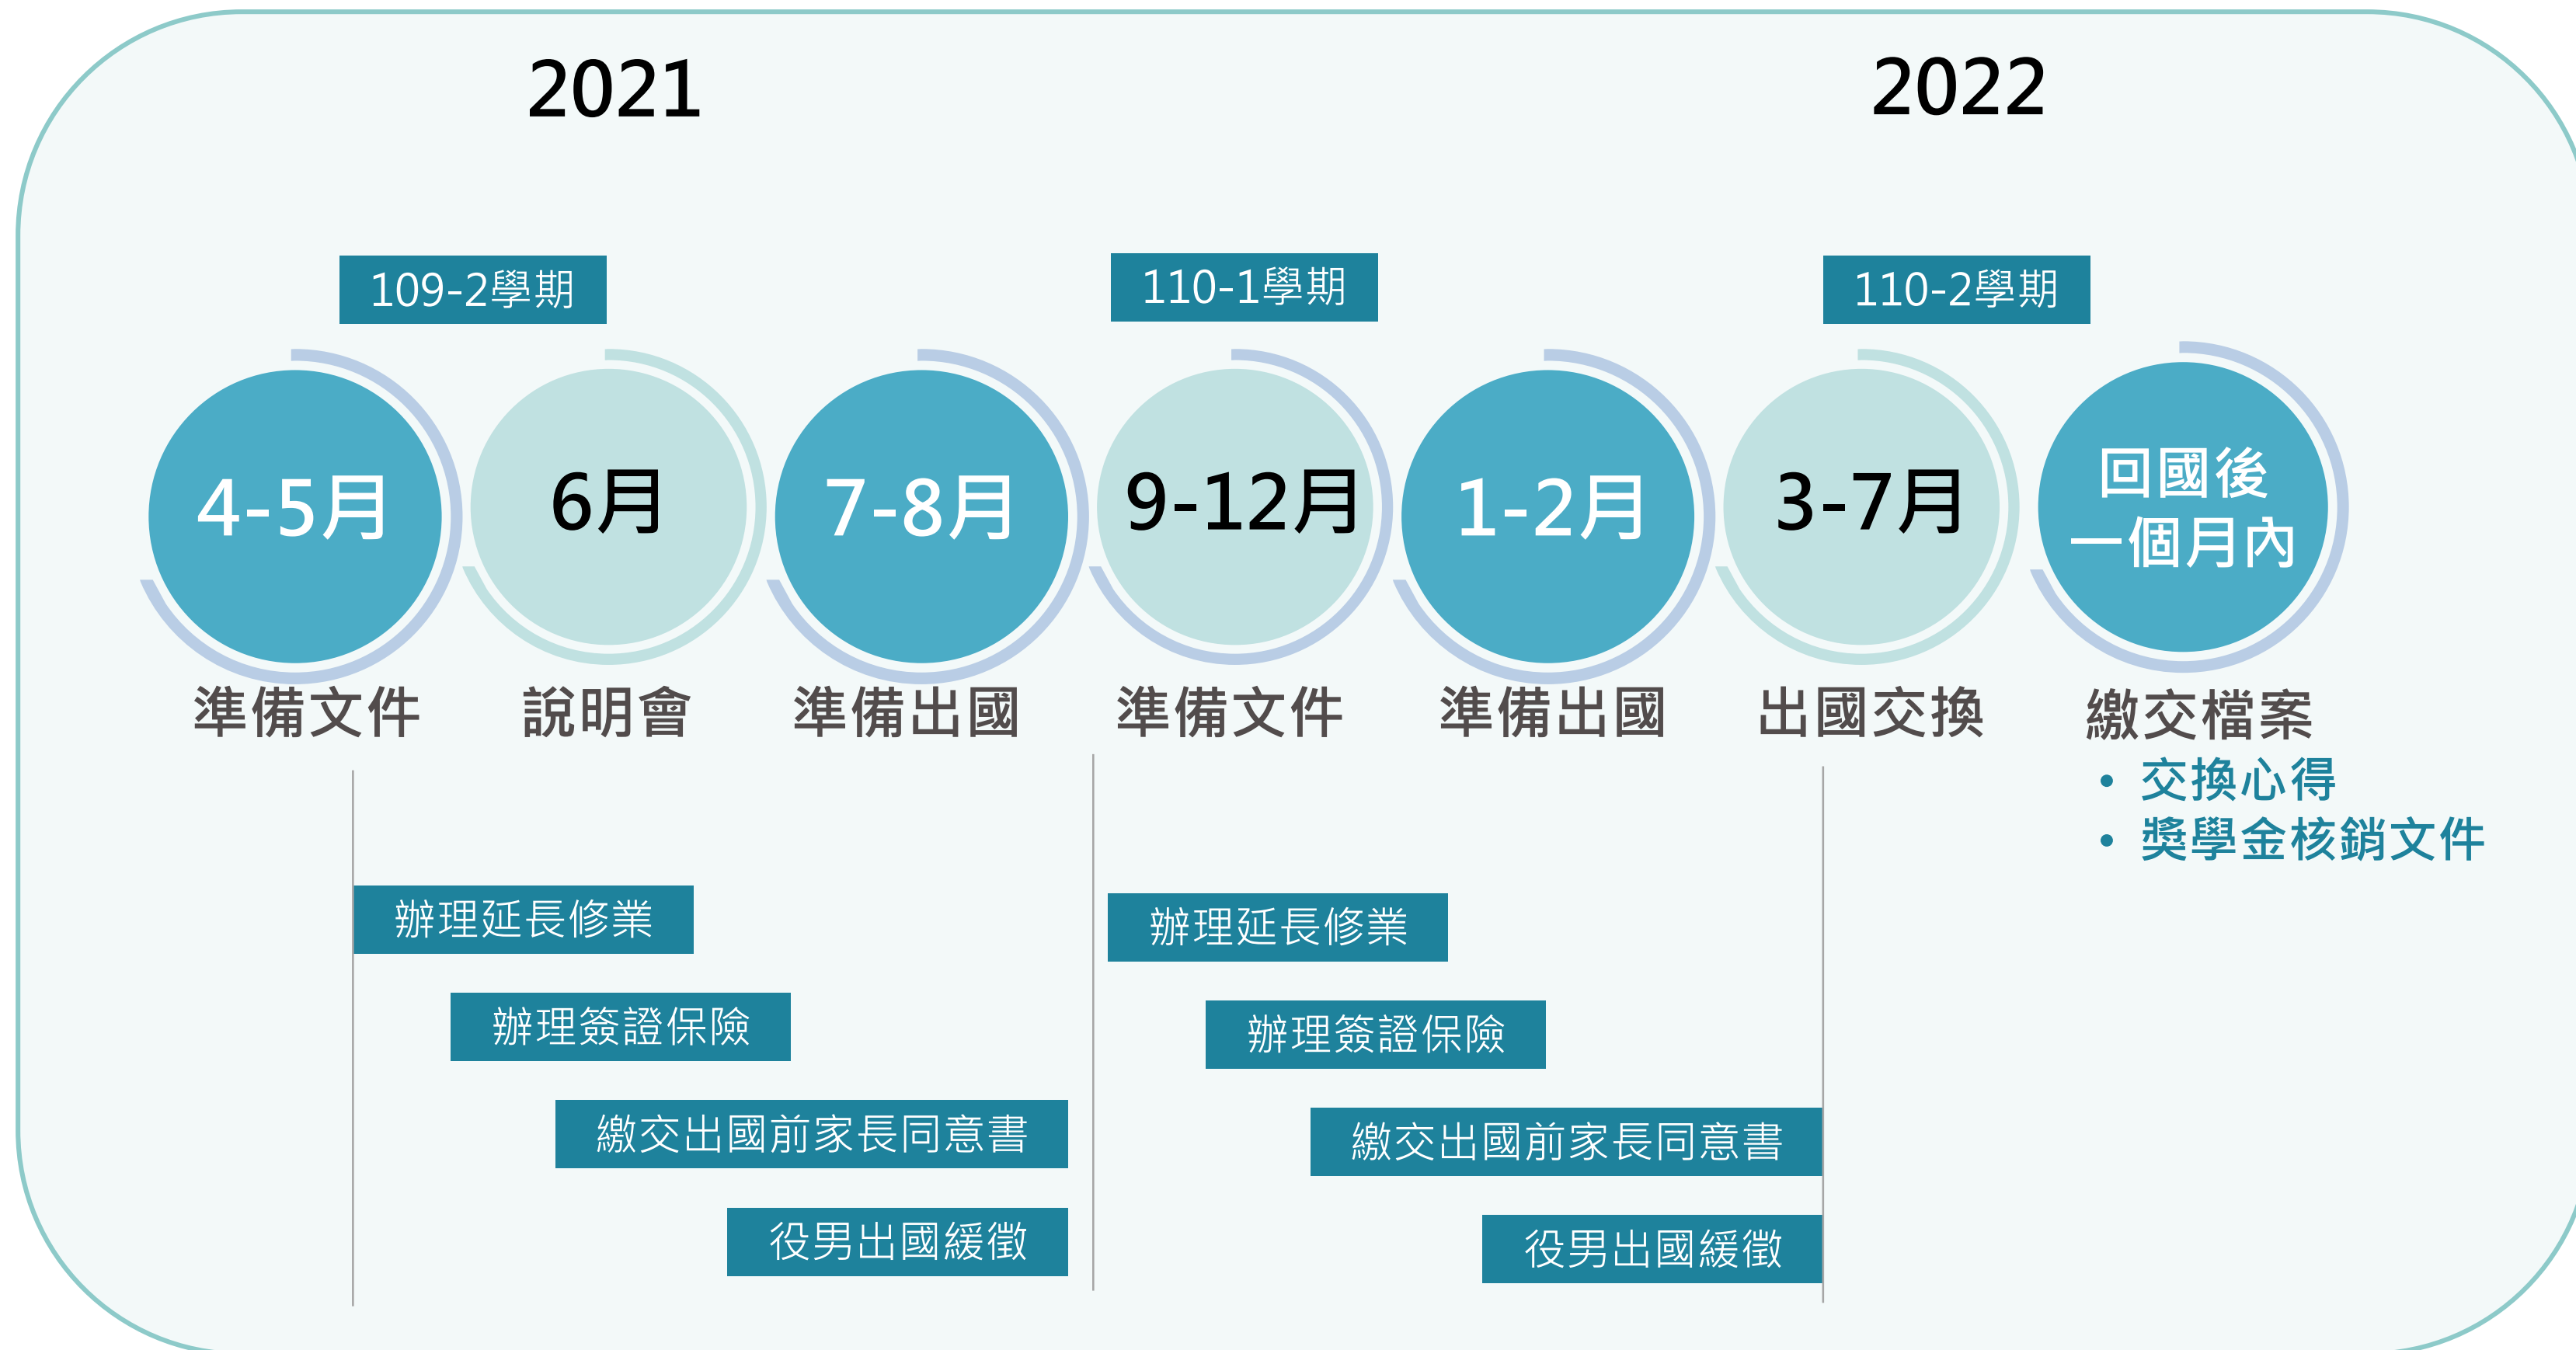 2021
2022
109-2學期
110-1學期
110-2學期
4-5月
6月
7-8月
9-12月
1-2月
3-7月
回國後
一個月內
準備文件
說明會
準備出國
準備文件
準備出國
出國交換
繳交檔案
• 交換心得
• 獎學金核銷文件
辦理延長修業
辦理簽證保險
繳交出國前家長同意書
役男出國緩徵
辦理延長修業
辦理簽證保險
繳交出國前家長同意書
役男出國緩徵